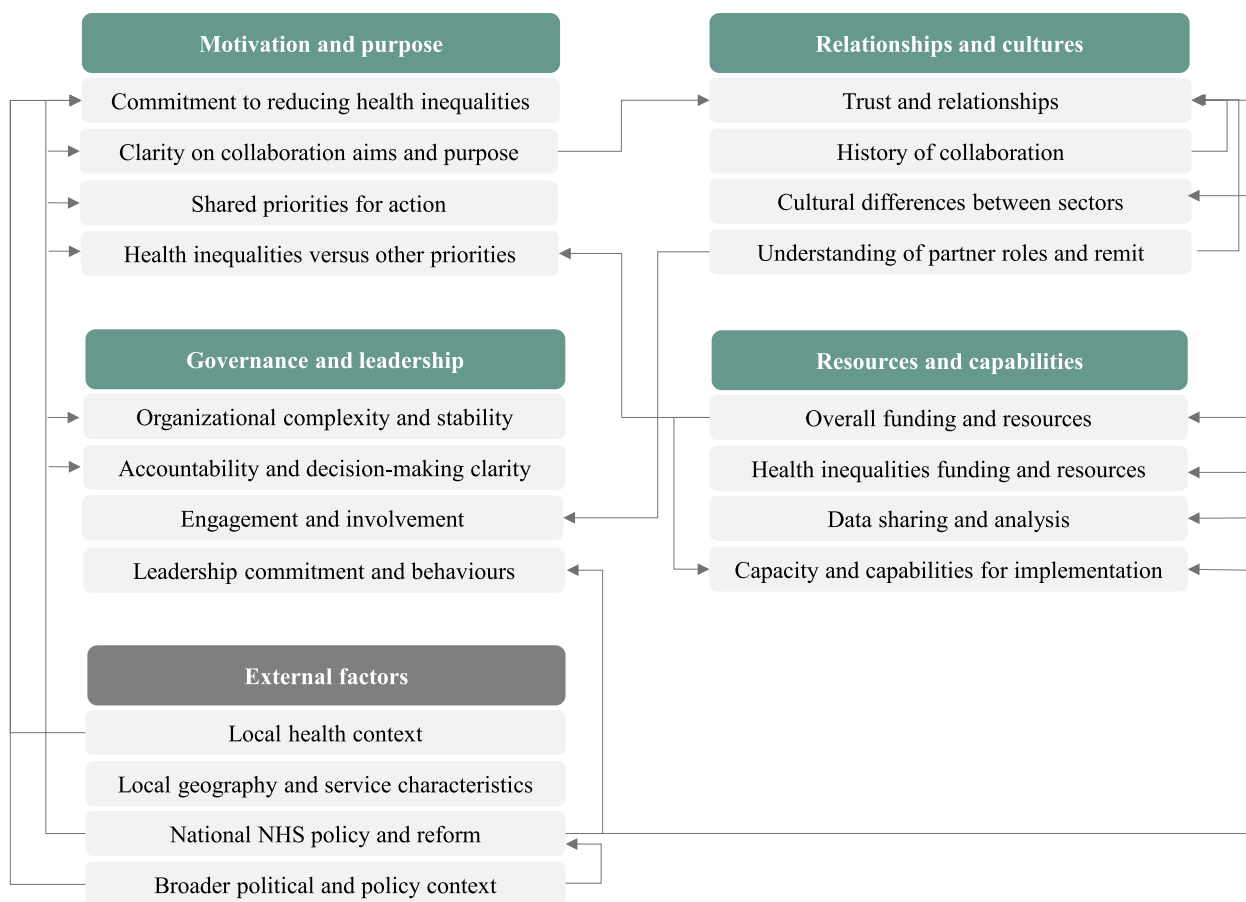 Motivation and purpose
Commitment to reducing health inequalities
Clarity on collaboration aims and purpose
Shared priorities for action
Health inequalities versus other priorities
Relationships and cultures
Trust and relationships
History of collaboration
Cultural differences between sectors
Understanding of partner roles and remit
Governance and leadership
Organizational complexity and stability
Accountability and decision-making clarity
Engagement and involvement
Leadership commitment and behaviours
Resources and capabilities
Overall funding and resources
Health inequalities funding and resources
Data sharing and analysis
Capacity and capabilities for implementation
External factors
Local health context
Local geography and service characteristics
National NHS policy and reform
Broader political and policy context